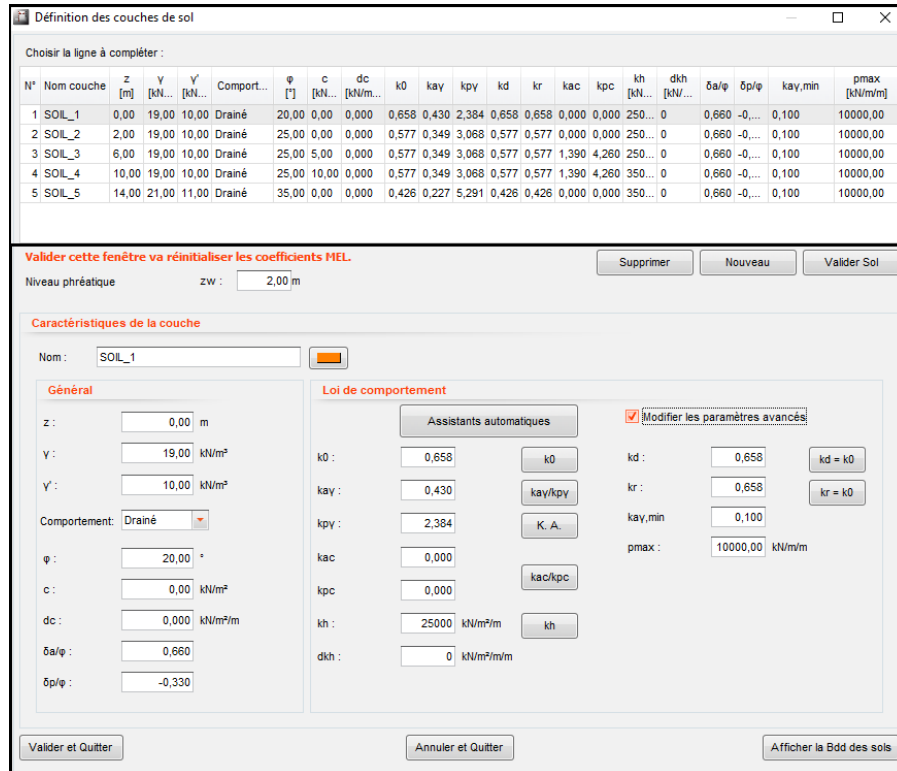 Définition des couches de sol
Choisir la ligne à compléter :
N° Nom couche z [m] γ [kN... γ' [kN... Comport... φ [°] c [kN... dc [kN/m... k0 kaγ kpγ kd kr kac kpc kh [kN... dkh [kN/... δa/φ δp/φ kay,min pmax [kN/m/m]
1 SOIL_1 0,00 19,00 10,00 Drainé 20,00 0,00 0,000 0,658 0,430 2,384 0,658 0,658 0,000 0,000 250... 0 0,660 -0,... 0,100 10000,00
2 SOIL_2 2,00 19,00 10,00 Drainé 25,00 0,00 0,000 0,577 0,349 3,068 0,577 0,577 0,000 0,000 250... 0 0,660 -0,... 0,100 10000,00
3 SOIL_3 6,00 19,00 10,00 Drainé 25,00 5,00 0,000 0,577 0,349 3,068 0,577 0,577 1,390 4,260 250... 0 0,660 -0,... 0,100 10000,00
4 SOIL_4 10,00 19,00 10,00 Drainé 25,00 10,00 0,000 0,577 0,349 3,068 0,577 0,577 1,390 4,260 350... 0 0,660 -0,... 0,100 10000,00
5 SOIL_5 14,00 21,00 11,00 Drainé 35,00 0,00 0,000 0,426 0,227 5,291 0,426 0,426 0,000 0,000 350... 0 0,660 -0,... 0,100 10000,00
Valider cette fenêtre va réinitialiser les coefficients MEL.
Supprimer Nouveau Valider Sol
Niveau phréatique zw : 2,00 m
Caractéristiques de la couche
Nom : SOIL_1
Général
z : 0,00 m
γ : 19,00 kN/m³
γ' : 10,00 kN/m³
Comportement: Drainé
φ : 20,00 °
c : 0,00 kN/m²
dc : 0,000 kN/m²/m
δa/φ : 0,660
δp/φ : -0,330
Loi de comportement
Assistants automatiques
k0 : 0,658 k0
kaγ : 0,430 kaγ/kpγ
kpγ : 2,384 K. A.
kac 0,000
kac/kpc
kpc 0,000
kh : 25000 kN/m²/m kh
dkh : 0 kN/m²/m/m
Modifier les paramètres avancés
kd : 0,658 kd = k0
kr : 0,658 kr = k0
kaγ,min 0,100
pmax : 10000,00 kN/m/m
Valider et Quitter Annuler et Quitter Afficher la Bdd des sols